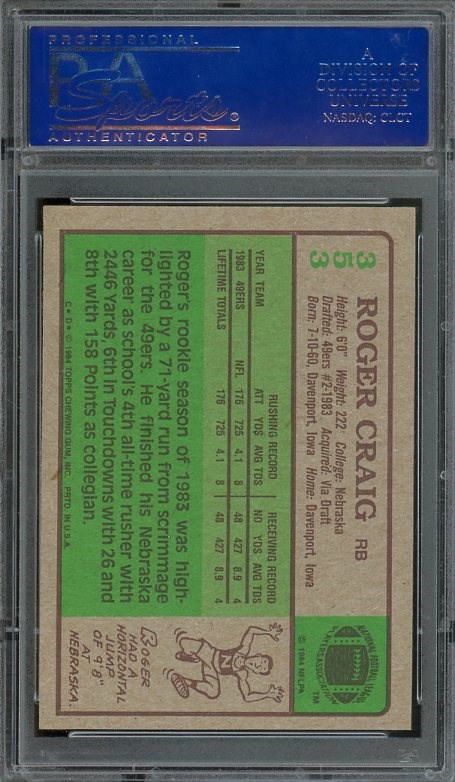 PROFESSIONAL
PSA
Sports®
AUTHENTICATOR
A
DIVISION OF
COLLECTORS
UNIVERSE
NASDAQ: CLCT
353
ROGER CRAIG RB
Height: 6'0" Weight: 222 College: Nebraska
Drafted: 49ers #2-1983 Acquired: Via Draft
Born: 7-10-60, Davenport, Iowa Home: Davenport, Iowa
NATIONAL FOOTBALL LEAGUE
PLAYERS ASSOCIATION
TM
© 1984 NFLPA
RUSHING RECORD RECEIVING RECORD
YEAR TEAM ATT YDS AVG TDS NO YDS AVG TDS
1983 49ERS NFL 176 725 4.1 8 48 427 8.9 4
LIFETIME TOTALS 176 725 4.1 8 48 427 8.9 4
Roger's rookie season of 1983 was high-
lighted by a 71-yard run from scrimmage
for the 49ers. He finished his Nebraska
career as school's 4th all-time rusher with
2446 Yards, 6th in Touchdowns with 26 and
8th with 158 Points as collegian.
ROGER
HAD A
HORIZONTAL
JUMP
OF 9'8"
AT
NEBRASKA.
N
C* D* © 1984 TOPPS CHEWING GUM, INC. PRTD. IN U.S.A.